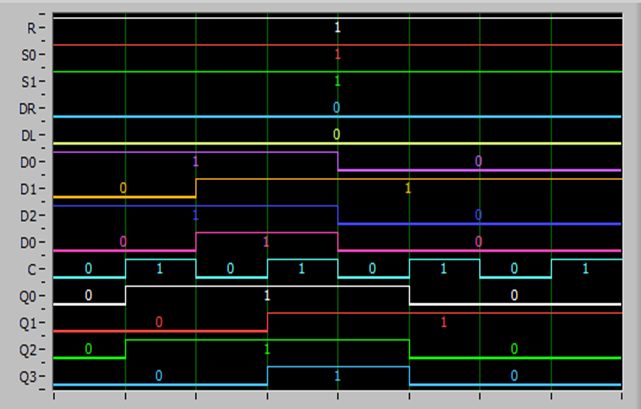 R 1
S0 1
S1 1
DR 0
DL 0
D0 1 0
D1 0 1
D2 1 0
D0 0 1 0
C 0 1 0 1 0 1 0 1
Q0 0 1 0
Q1 0 1
Q2 0 1 0
Q3 0 1 0